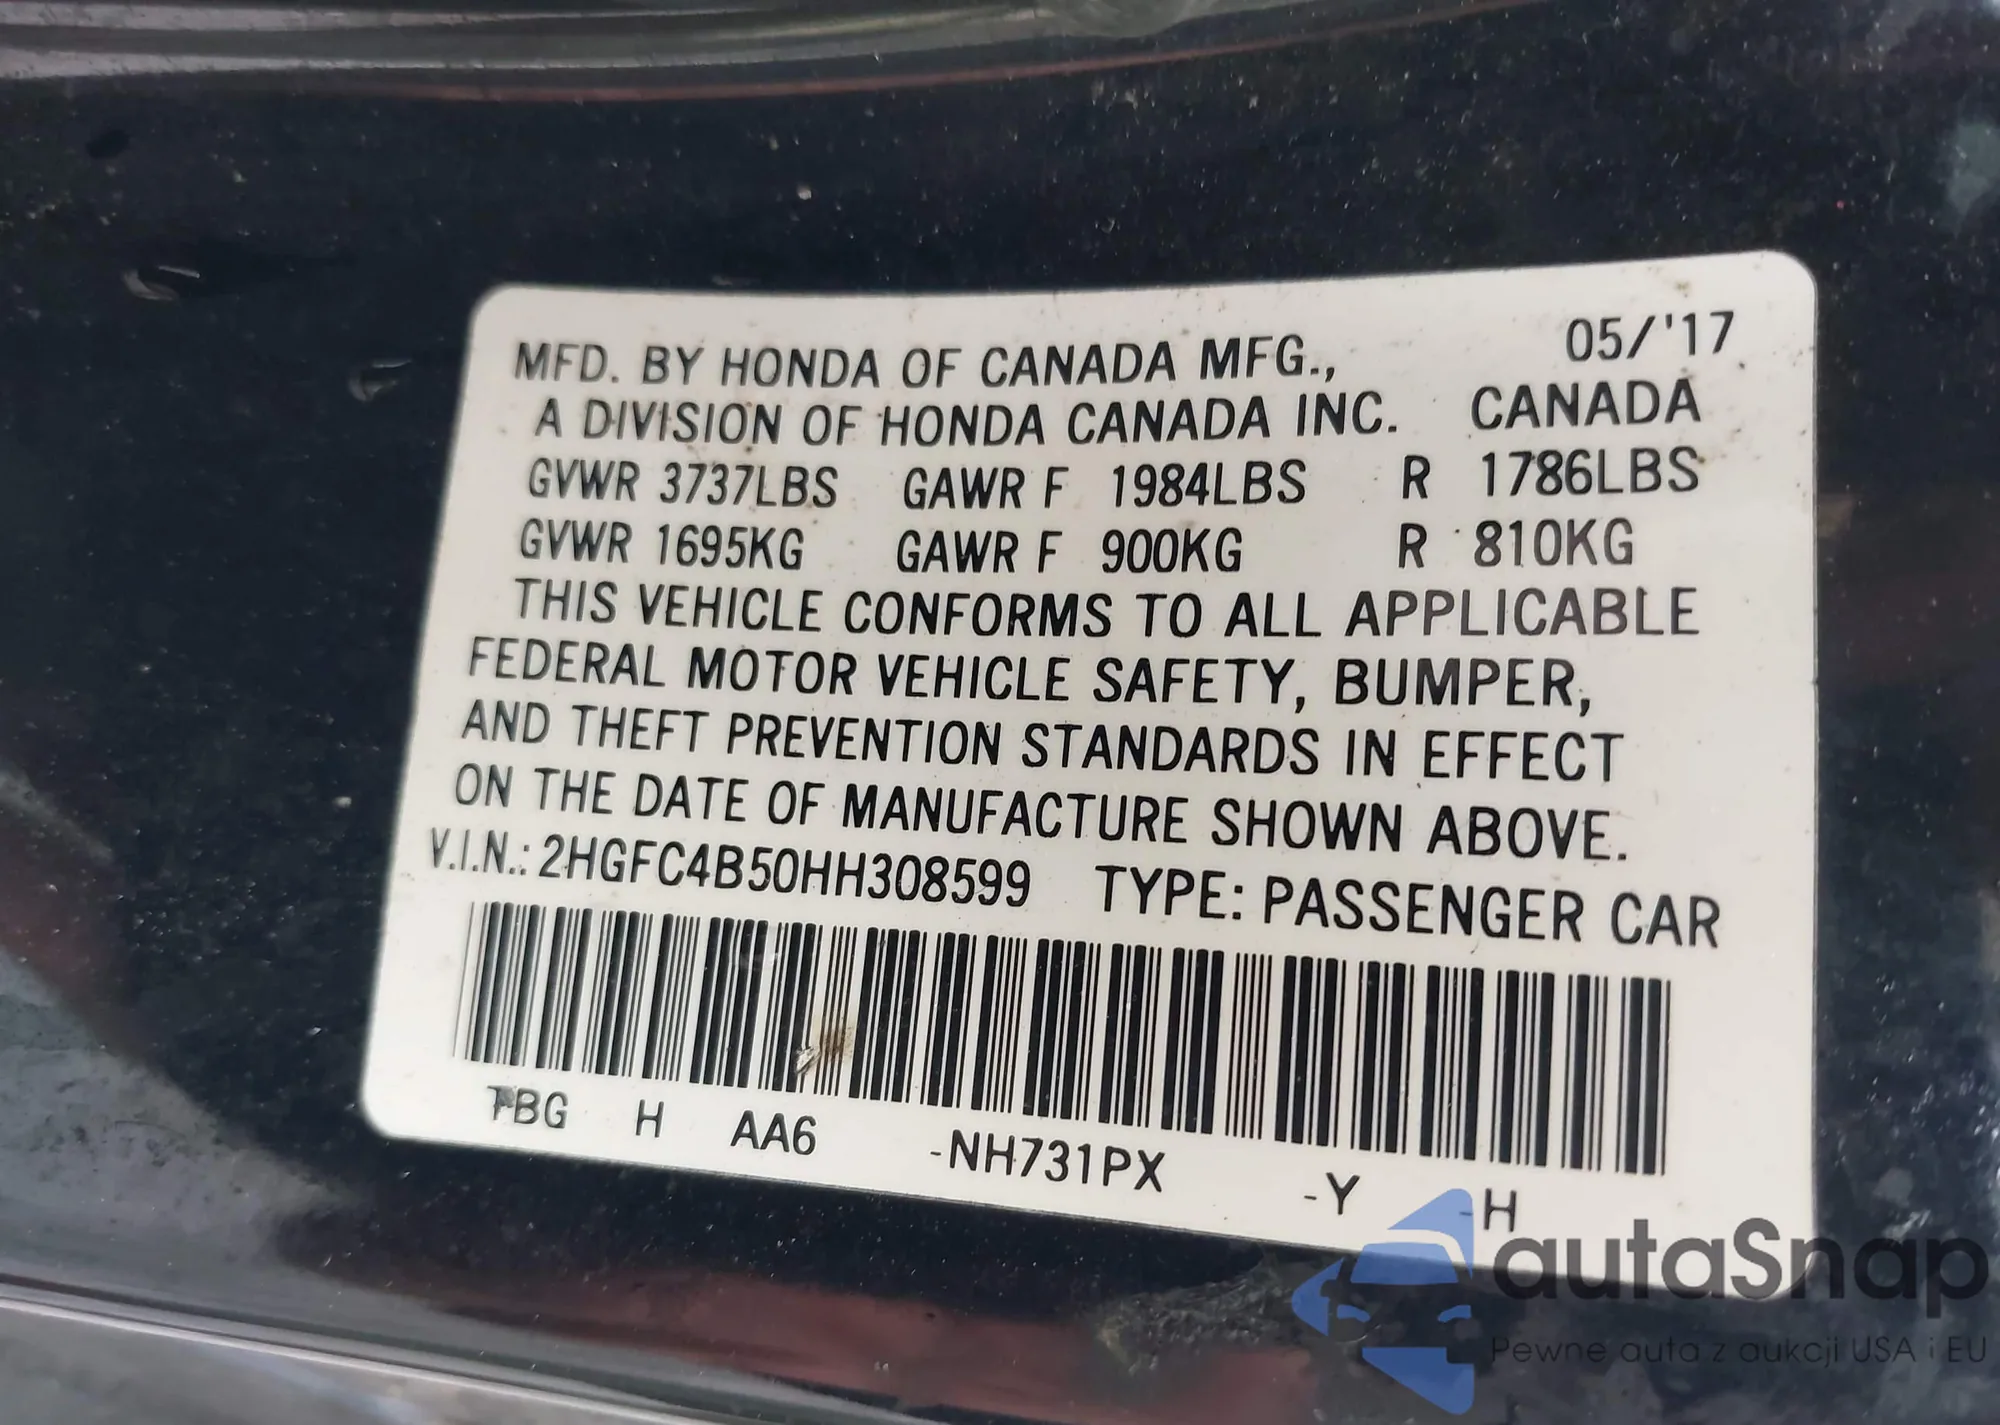 05/'17
MFD. BY HONDA OF CANADA MFG.,
A DIVISION OF HONDA CANADA INC. CANADA
GVWR 3737LBS GAWR F 1984LBS R 1786LBS
GVWR 1695KG GAWR F 900KG R 810KG
THIS VEHICLE CONFORMS TO ALL APPLICABLE
FEDERAL MOTOR VEHICLE SAFETY, BUMPER,
AND THEFT PREVENTION STANDARDS IN EFFECT
ON THE DATE OF MANUFACTURE SHOWN ABOVE.
V.I.N.: 2HGFC4B50HH308599 TYPE: PASSENGER CAR
TBG H AA6 -NH731PX -Y -H
autaSnap
Pewne auta z aukcji USA i EU